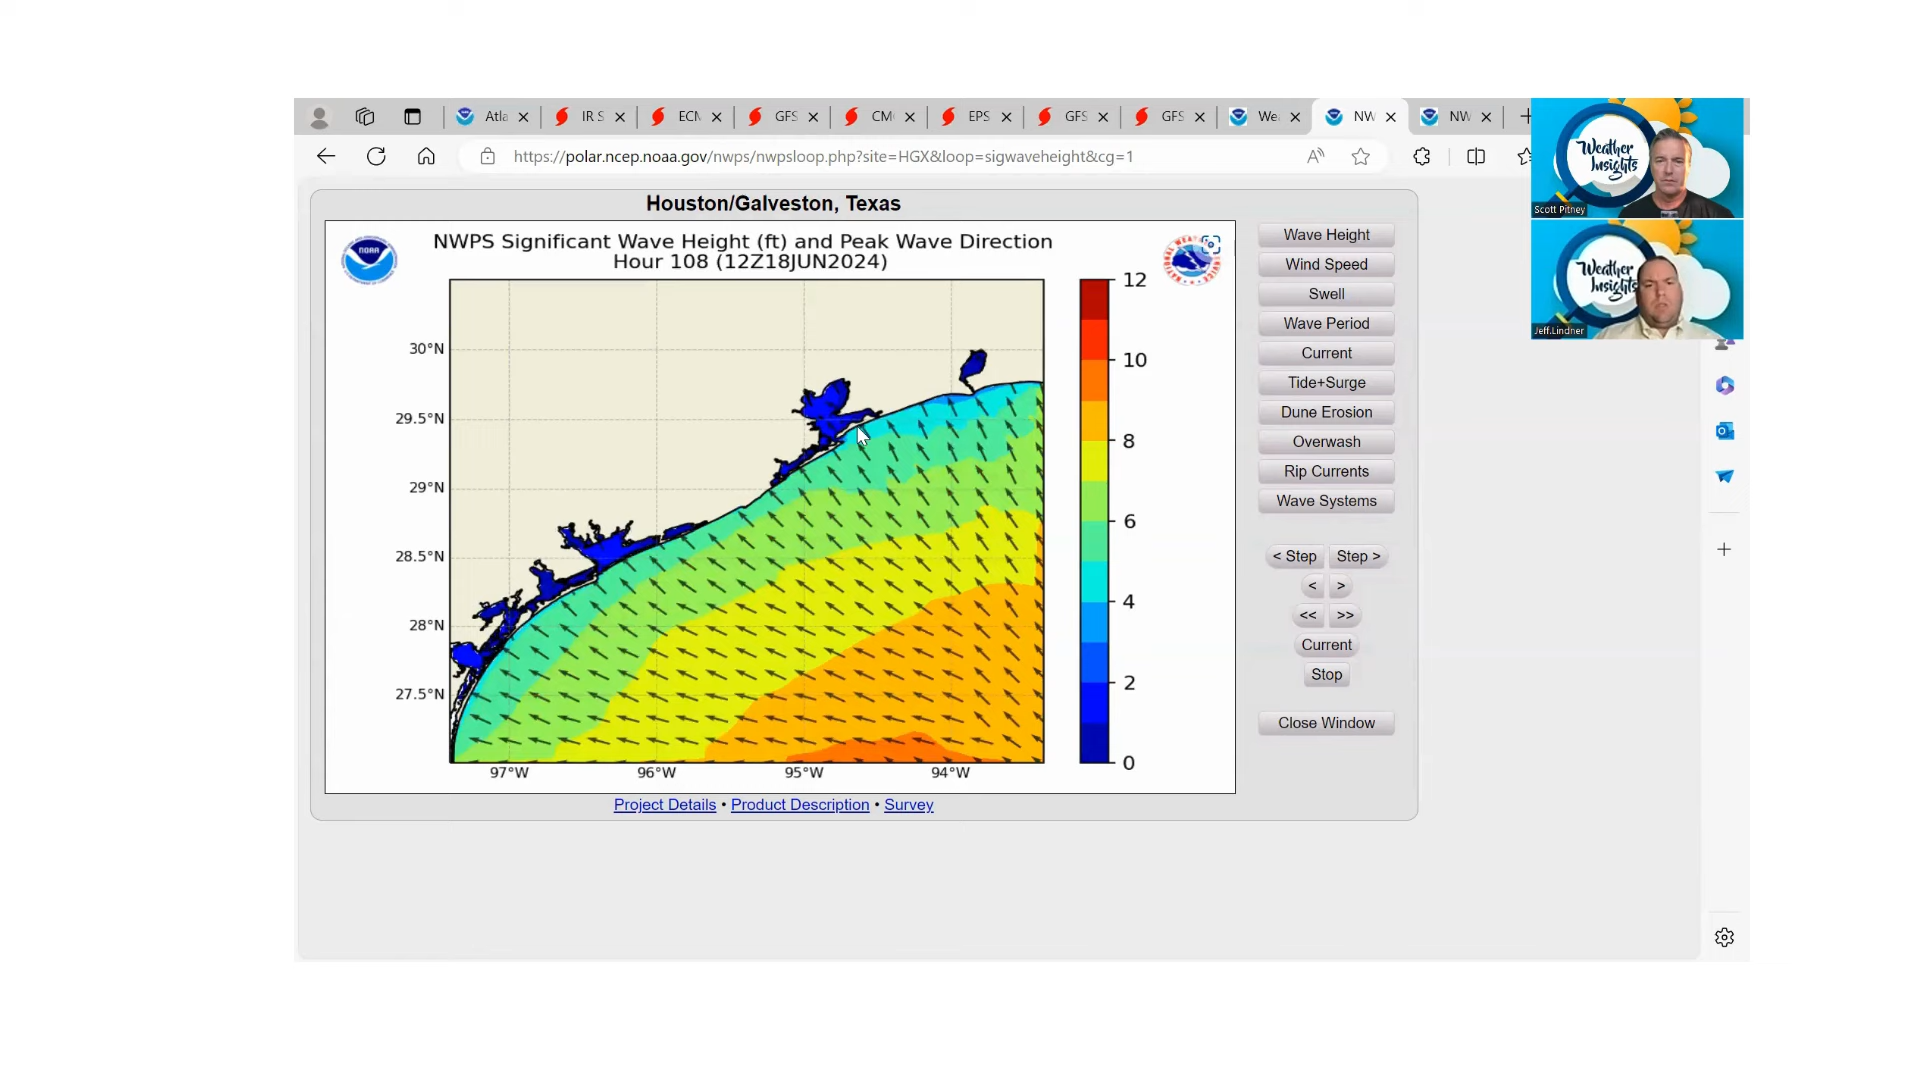 Atla
IR S
ECM
GFS
CM
EPS
GFS
GFS
We
NW
NW
https://polar.ncep.noaa.gov/nwps/nwpsloop.php?site=HGX&loop=sigwaveheight&cg=1
Weather
Insights
Scott Pitney
Weather
Insights
Jeff.Lindner
Houston/Galveston, Texas
NOAA
NWPS Significant Wave Height (ft) and Peak Wave Direction
Hour 108 (12Z18JUN2024)
30°N
29.5°N
29°N
28.5°N
28°N
27.5°N
97°W 96°W 95°W 94°W
12
10
8
6
4
2
0
Wave Height
Wind Speed
Swell
Wave Period
Current
Tide+Surge
Dune Erosion
Overwash
Rip Currents
Wave Systems
< Step Step >
< >
<< >>
Current
Stop
Close Window
Project Details • Product Description • Survey